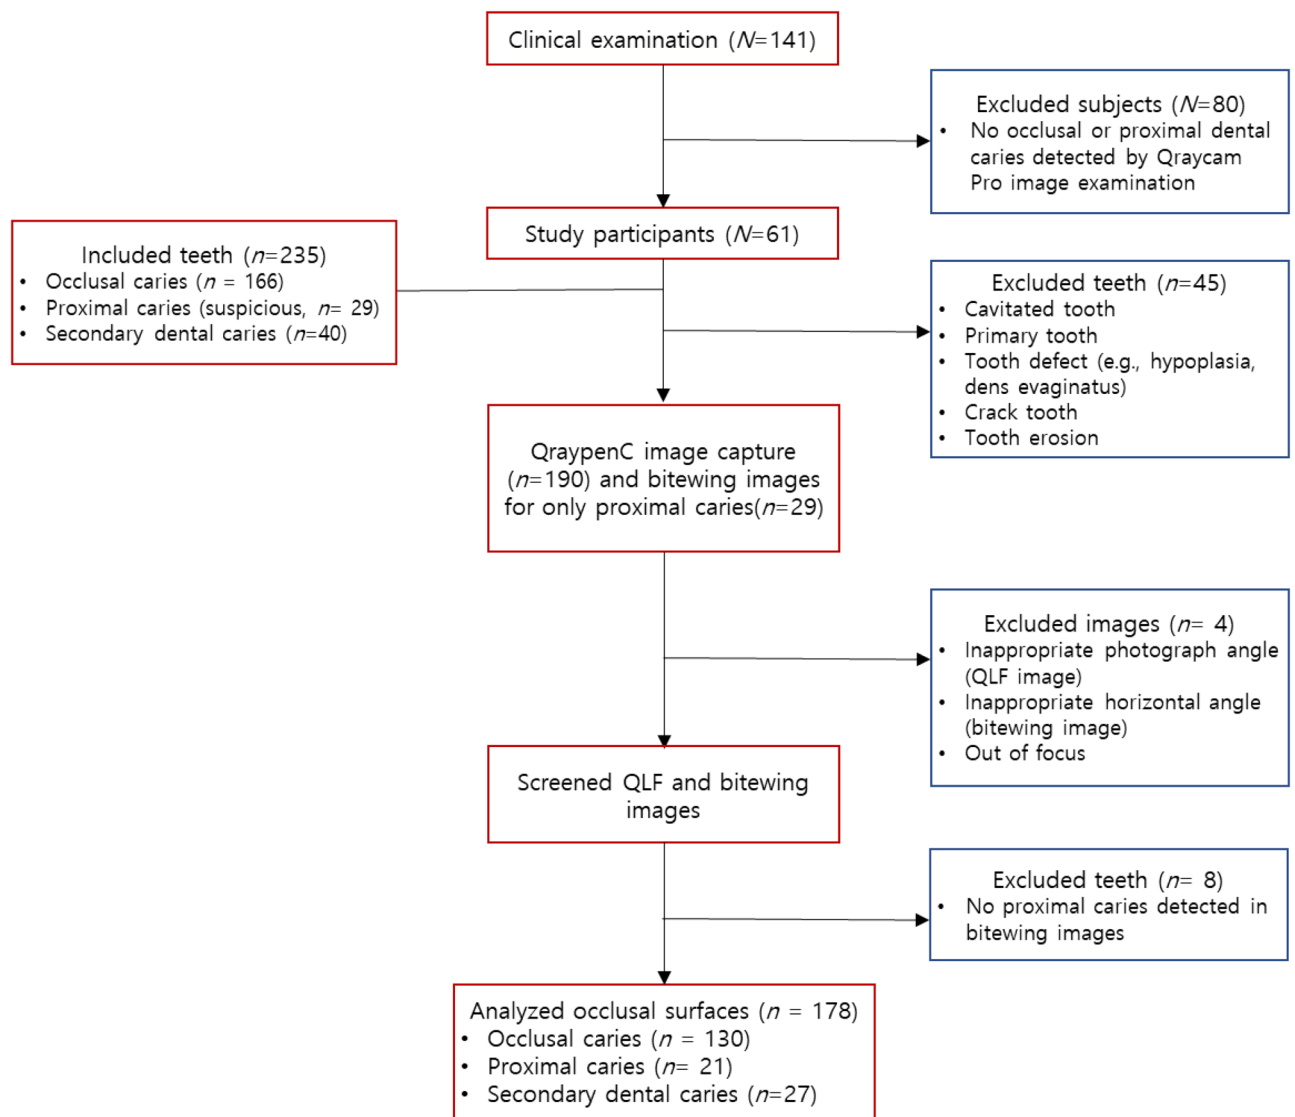 Clinical examination (N=141)
Excluded subjects (N=80)
• No occlusal or proximal dental
caries detected by Qraycam
Pro image examination
Study participants (N=61)
Included teeth (n=235)
• Occlusal caries (n = 166)
• Proximal caries (suspicious, n= 29)
• Secondary dental caries (n=40)
Excluded teeth (n=45)
• Cavitated tooth
• Primary tooth
• Tooth defect (e.g., hypoplasia,
dens evaginatus)
• Crack tooth
• Tooth erosion
QraypenC image capture
(n=190) and bitewing images
for only proximal caries(n=29)
Excluded images (n= 4)
• Inappropriate photograph angle
(QLF image)
• Inappropriate horizontal angle
(bitewing image)
• Out of focus
Screened QLF and bitewing
images
Excluded teeth (n= 8)
• No proximal caries detected in
bitewing images
Analyzed occlusal surfaces (n = 178)
• Occlusal caries (n = 130)
• Proximal caries (n= 21)
• Secondary dental caries (n=27)